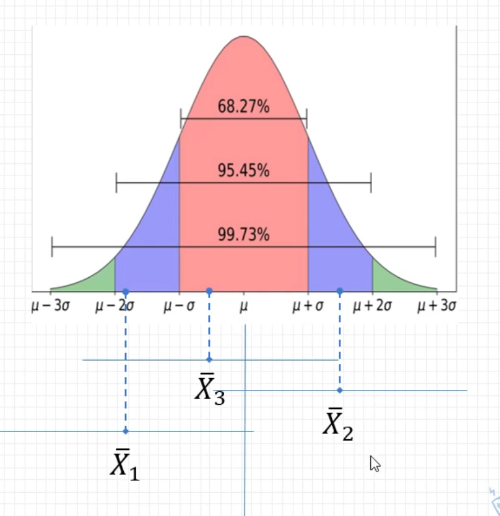 68.27%
95.45%
99.73%
μ − 3σ μ − 2σ μ − σ μ μ + σ μ + 2σ μ + 3σ
X̄₃
X̄₂
X̄₁